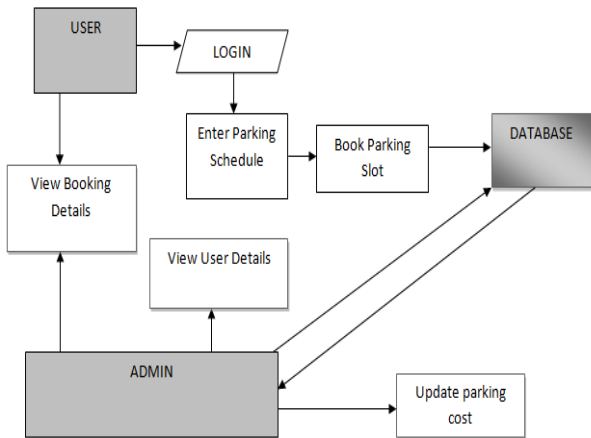 USER
LOGIN
Enter Parking
Schedule
Book Parking
Slot
DATABASE
View Booking
Details
View User Details
ADMIN
Update parking
cost